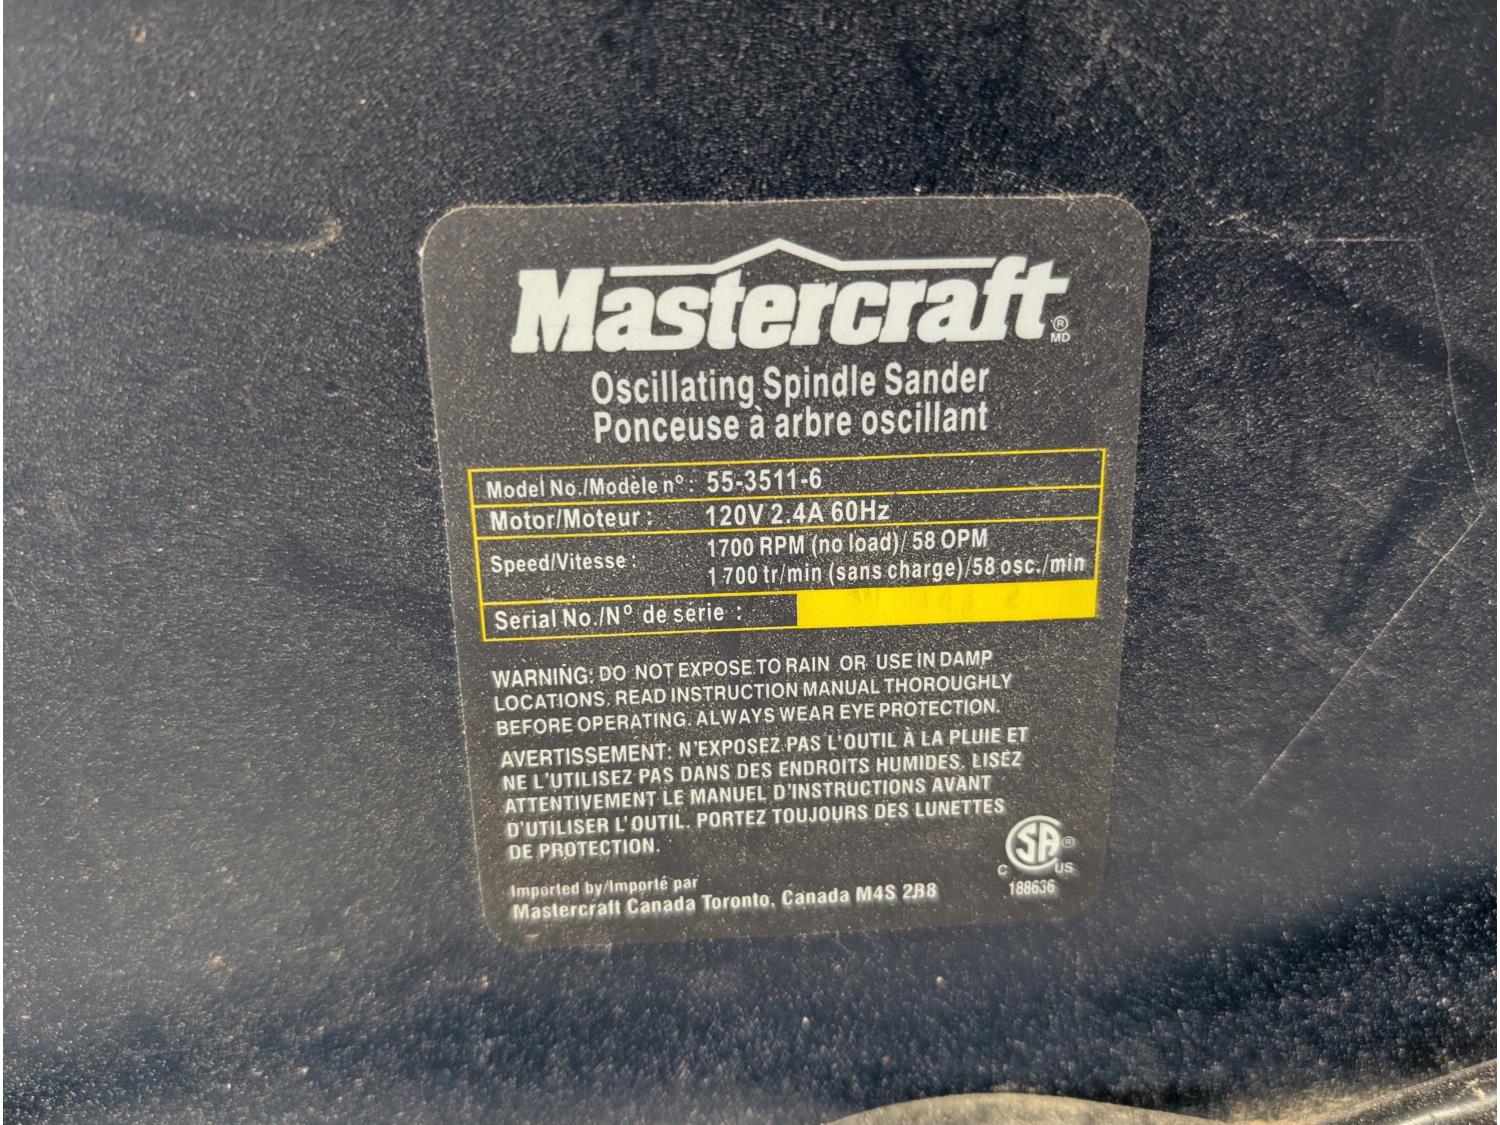 Mastercraft ®
MD
Oscillating Spindle Sander
Ponceuse à arbre oscillant
Model No./Modèle nº : 55-3511-6
Motor/Moteur : 120V 2.4A 60Hz
Speed/Vitesse : 1700 RPM (no load)/ 58 OPM
1 700 tr/min (sans charge)/58 osc./min
Serial No./Nº de série :
WARNING: DO NOT EXPOSE TO RAIN OR USE IN DAMP
LOCATIONS. READ INSTRUCTION MANUAL THOROUGHLY
BEFORE OPERATING. ALWAYS WEAR EYE PROTECTION.
AVERTISSEMENT: N'EXPOSEZ PAS L'OUTIL À LA PLUIE ET
NE L'UTILISEZ PAS DANS DES ENDROITS HUMIDES. LISEZ
ATTENTIVEMENT LE MANUEL D'INSTRUCTIONS AVANT
D'UTILISER L'OUTIL. PORTEZ TOUJOURS DES LUNETTES
DE PROTECTION.
Imported by/Importé par
Mastercraft Canada Toronto, Canada M4S 2B8
SA ®
C US
188636